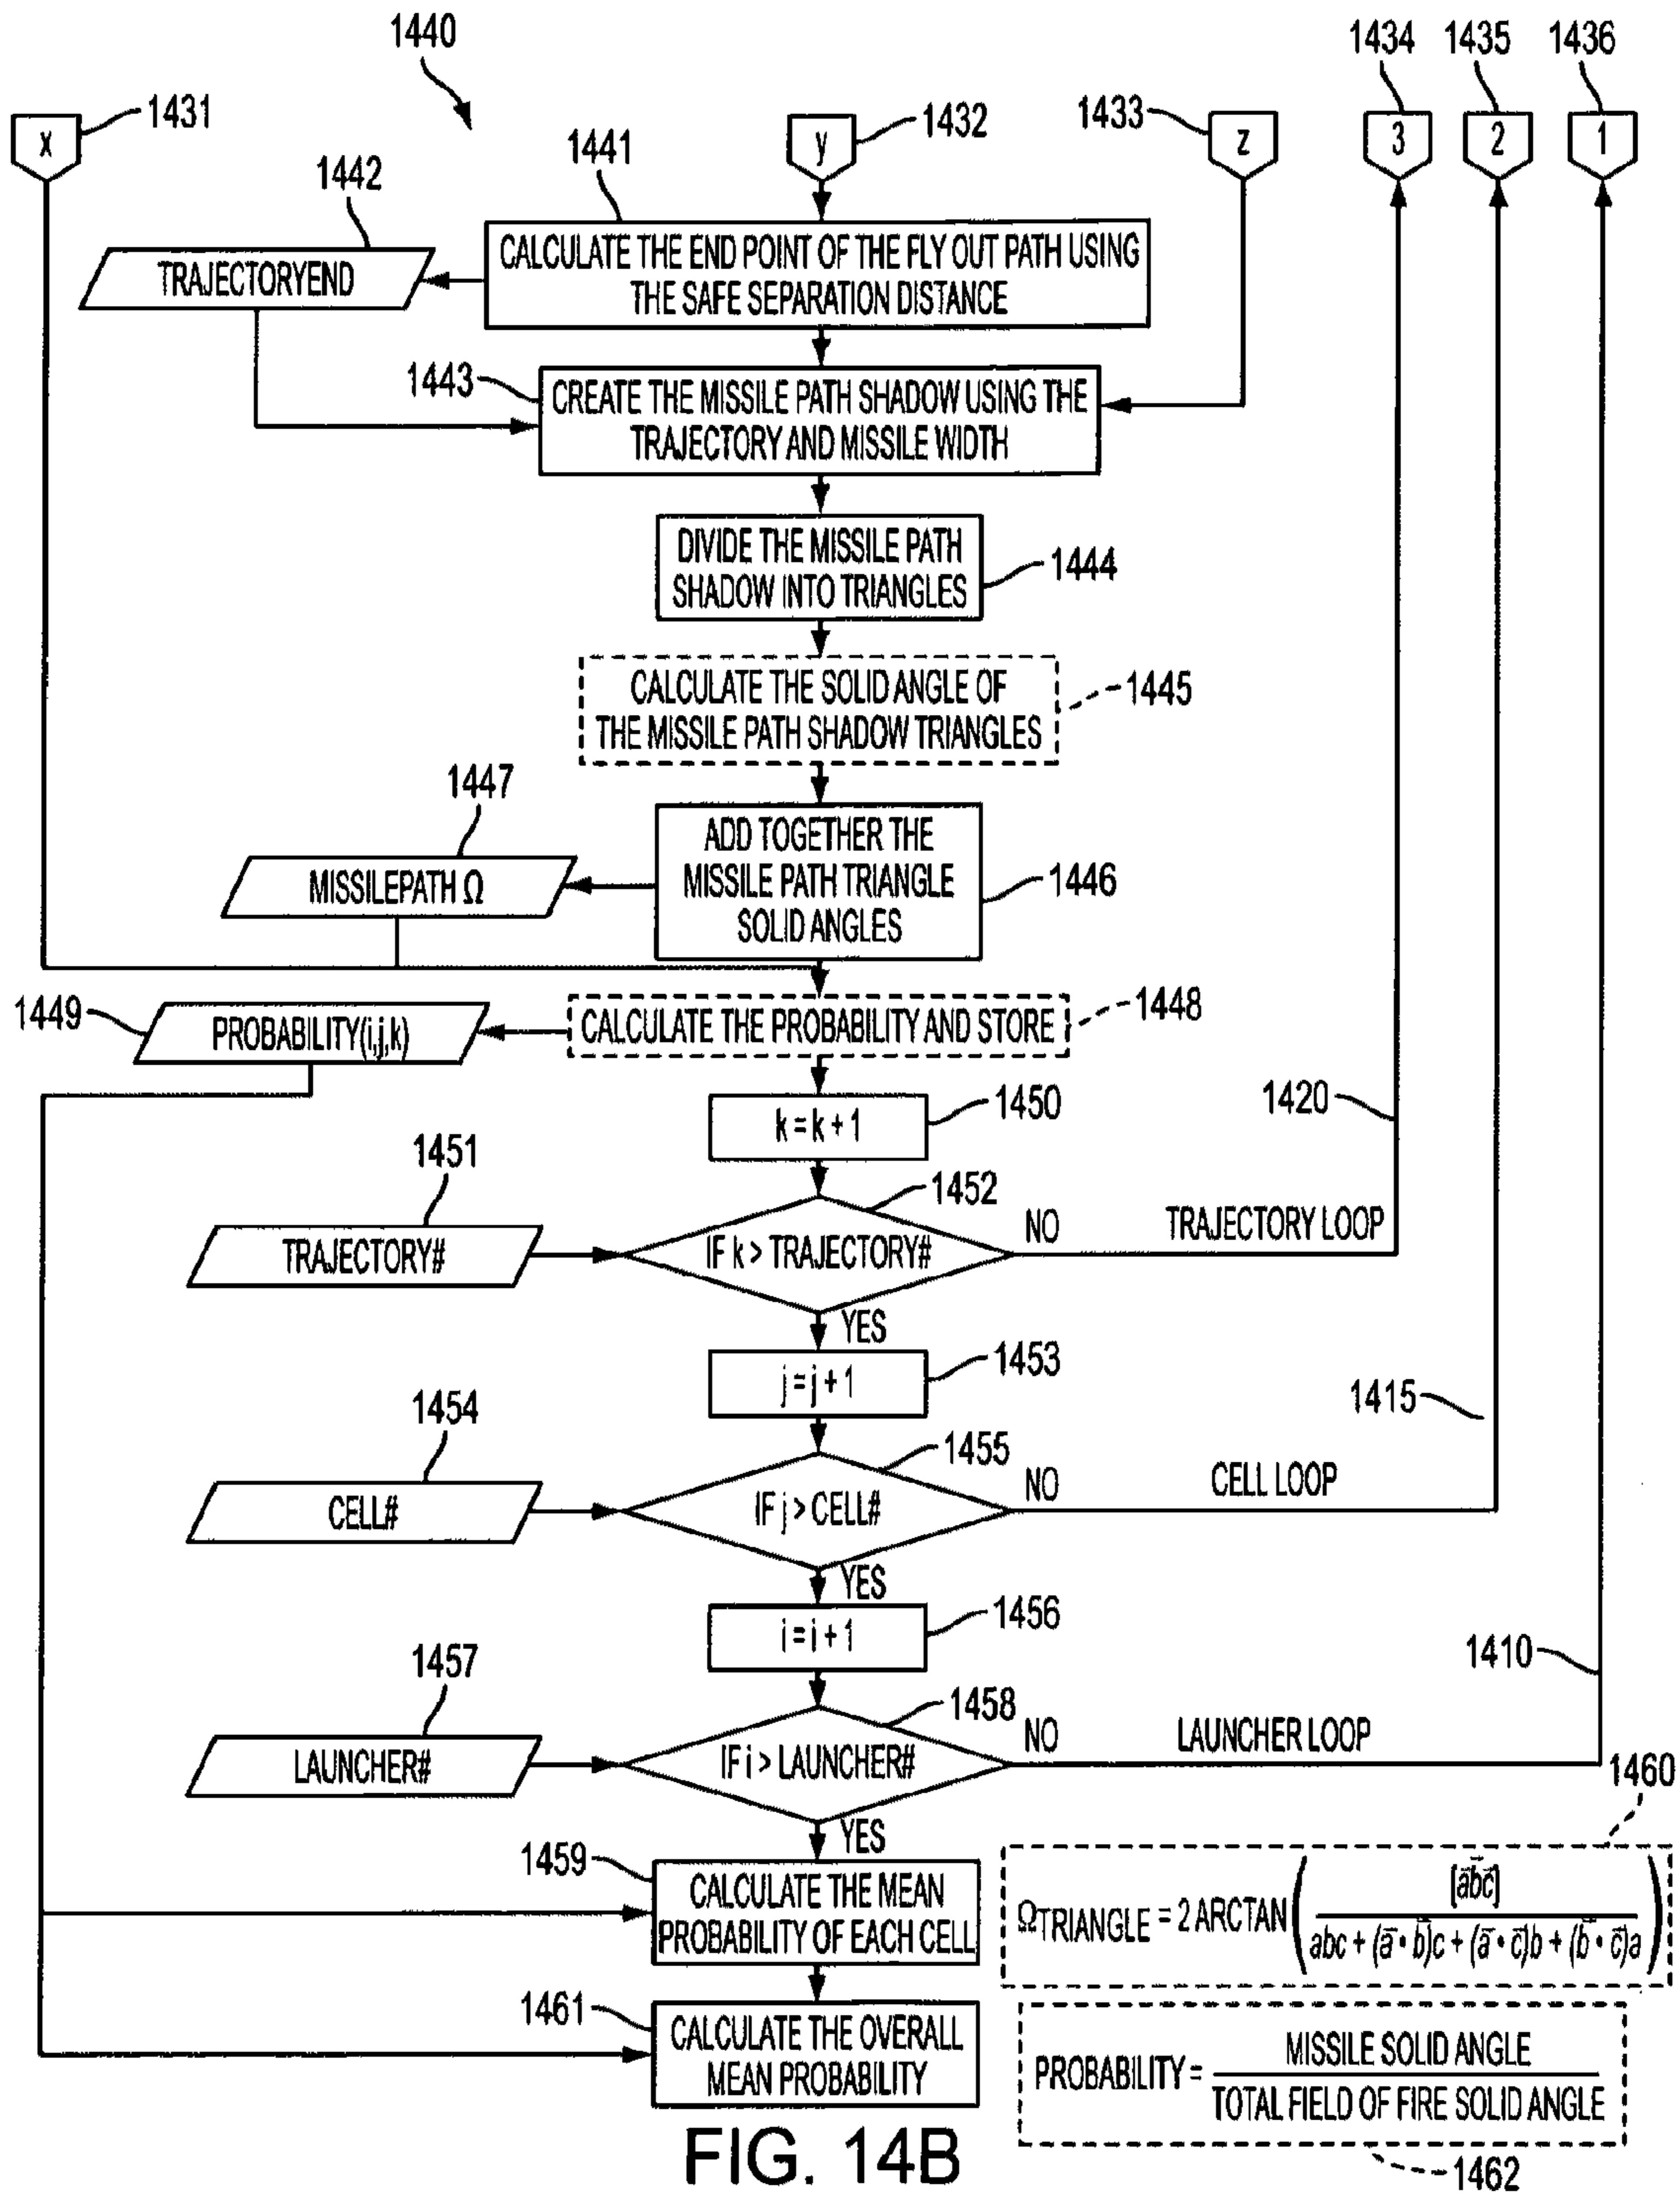 1440
1434
1435
1436
1431
1432
1433
x
y
z
3
2
1
1442
1441
TRAJECTORYEND
CALCULATE THE END POINT OF THE FLY OUT PATH USING
THE SAFE SEPARATION DISTANCE
1443
CREATE THE MISSILE PATH SHADOW USING THE
TRAJECTORY AND MISSILE WIDTH
DIVIDE THE MISSILE PATH
SHADOW INTO TRIANGLES
1444
CALCULATE THE SOLID ANGLE OF
THE MISSILE PATH SHADOW TRIANGLES
1445
1447
MISSILEPATH Ω
ADD TOGETHER THE
MISSILE PATH TRIANGLE
SOLID ANGLES
1446
1449
PROBABILITY(i,j,k)
CALCULATE THE PROBABILITY AND STORE
1448
k = k + 1
1450
1420
1451
TRAJECTORY#
1452
IF k > TRAJECTORY#
NO
TRAJECTORY LOOP
YES
j = j + 1
1453
1415
1454
CELL#
1455
IF j > CELL#
NO
CELL LOOP
YES
i = i + 1
1456
1410
1457
LAUNCHER#
1458
IF i > LAUNCHER#
NO
LAUNCHER LOOP
YES
1460
1459
CALCULATE THE MEAN
PROBABILITY OF EACH CELL
Ω TRIANGLE = 2 ARCTAN ( [a⃗b⃗c⃗] / abc + (a⃗ • b⃗)c + (a⃗ • c⃗)b + (b⃗ • c⃗)a )
1461
CALCULATE THE OVERALL
MEAN PROBABILITY
PROBABILITY = MISSILE SOLID ANGLE / TOTAL FIELD OF FIRE SOLID ANGLE
1462
FIG. 14B